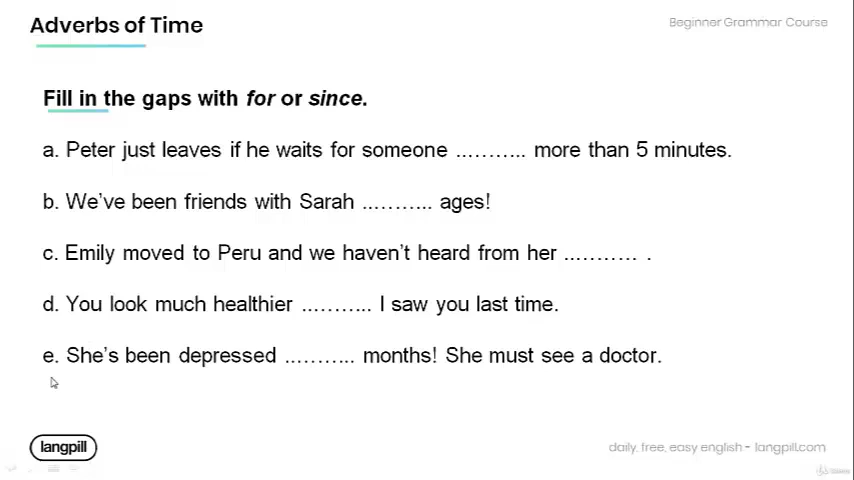 Adverbs of Time
Beginner Grammar Course
Fill in the gaps with for or since.
a. Peter just leaves if he waits for someone ..……... more than 5 minutes.
b. We've been friends with Sarah ..……... ages!
c. Emily moved to Peru and we haven't heard from her ..……… .
d. You look much healthier ..……... I saw you last time.
e. She's been depressed ..……... months! She must see a doctor.
langpill
daily, free, easy english - langpill.com
Udemy